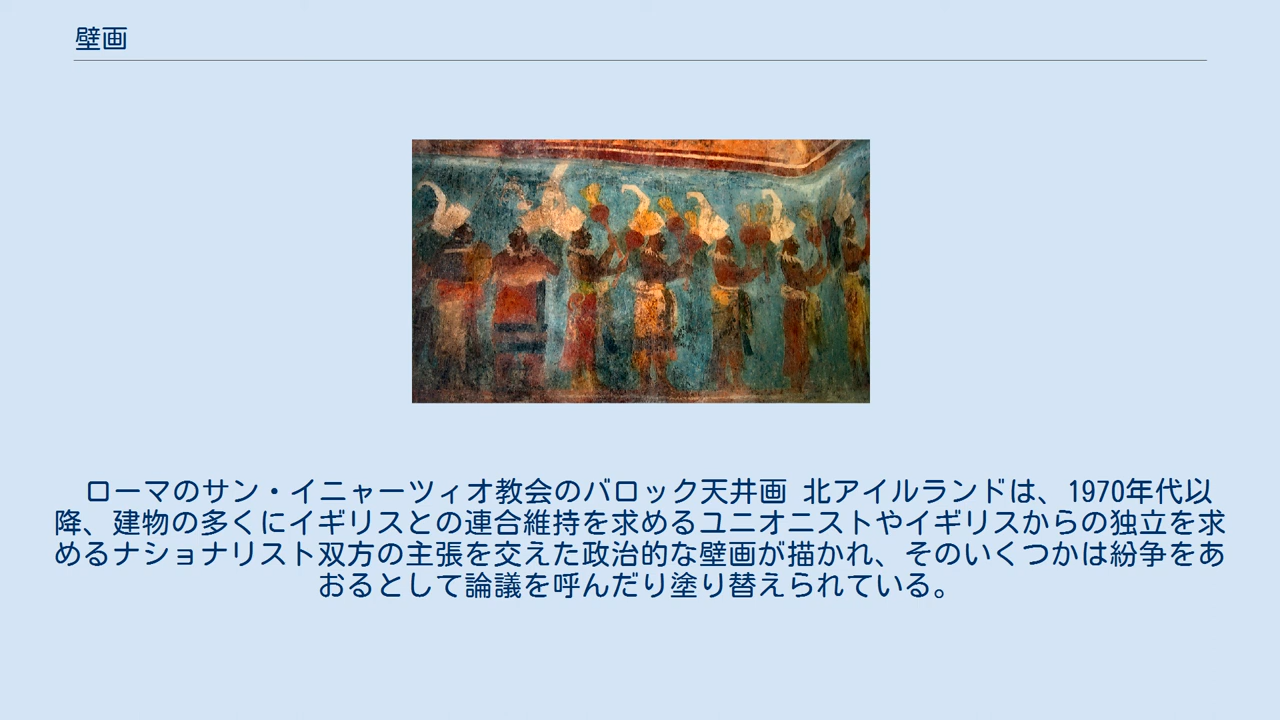 壁画
ローマのサン・イニャーツィオ教会のバロック天井画 北アイルランドは、1970年代以
降、建物の多くにイギリスとの連合維持を求めるユニオニストやイギリスからの独立を求
めるナショナリスト双方の主張を交えた政治的な壁画が描かれ、そのいくつかは紛争をあ
おるとして論議を呼んだり塗り替えられている。